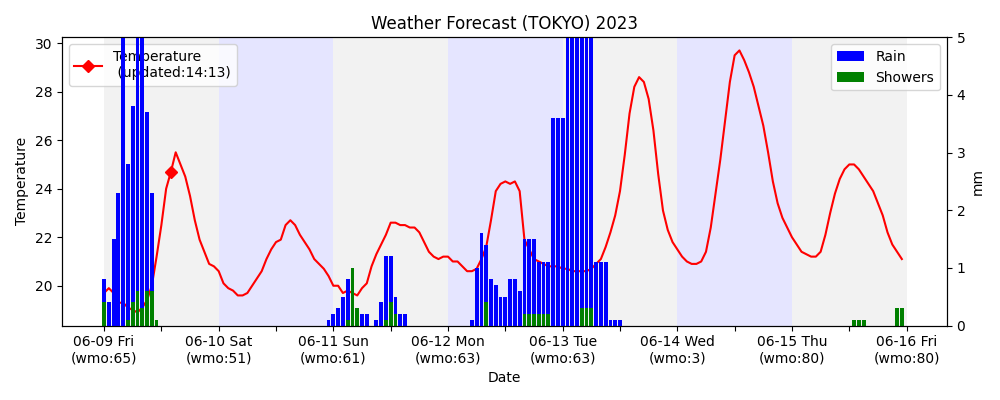 Weather Forecast (TOKYO) 2023
Temperature
(updated:14:13)
Rain
Showers
30
28
26
24
22
20
Temperature
5
4
3
2
1
0
mm
06-09 Fri
(wmo:65)
06-10 Sat
(wmo:51)
06-11 Sun
(wmo:61)
06-12 Mon
(wmo:63)
06-13 Tue
(wmo:63)
06-14 Wed
(wmo:3)
06-15 Thu
(wmo:80)
06-16 Fri
(wmo:80)
Date